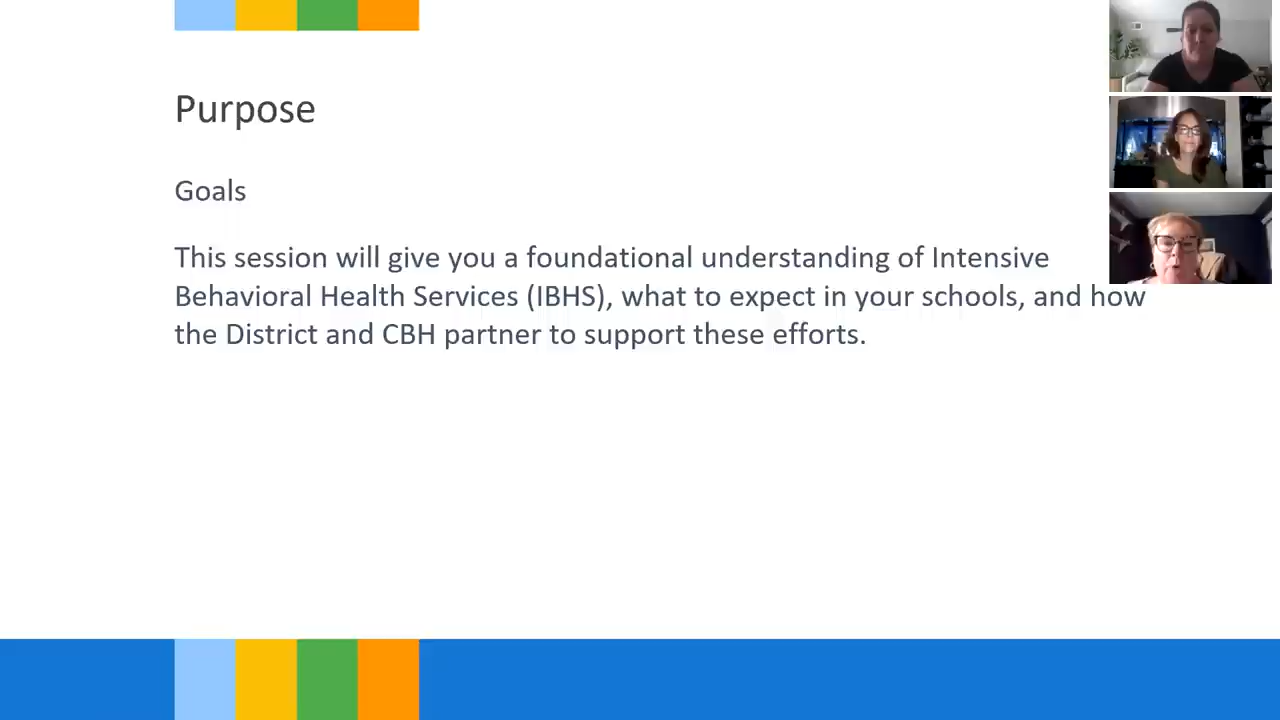 Purpose
Goals
This session will give you a foundational understanding of Intensive
Behavioral Health Services (IBHS), what to expect in your schools, and how
the District and CBH partner to support these efforts.